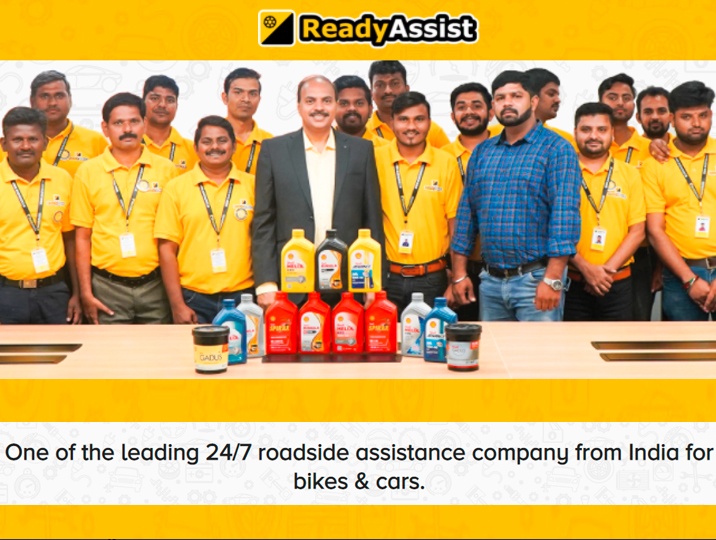 ReadyAssist
One of the leading 24/7 roadside assistance company from India for
bikes & cars.